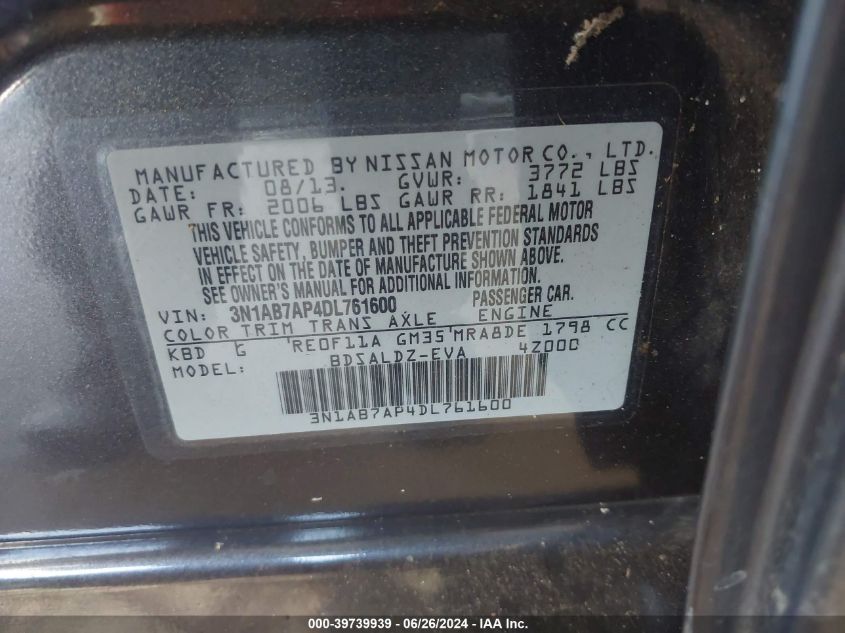 MANUFACTURED BY NISSAN MOTOR CO., LTD.
DATE: 08/13. GVWR: 3772 LBS
GAWR FR: 2006 LBS GAWR RR: 1841 LBS
THIS VEHICLE CONFORMS TO ALL APPLICABLE FEDERAL MOTOR
VEHICLE SAFETY, BUMPER AND THEFT PREVENTION STANDARDS
IN EFFECT ON THE DATE OF MANUFACTURE SHOWN ABOVE.
SEE OWNER'S MANUAL FOR ADDITIONAL INFORMATION.
VIN: 3N1AB7AP4DL761600 PASSENGER CAR.
COLOR TRIM TRANS AXLE ENGINE
KBD G RE0F11A GM35 MRA8DE 1798 CC
MODEL: BDSALDZ-EVA 4Z000
3N1AB7AP4DL761600
000-39739939 - 06/26/2024 - IAAI Inc.